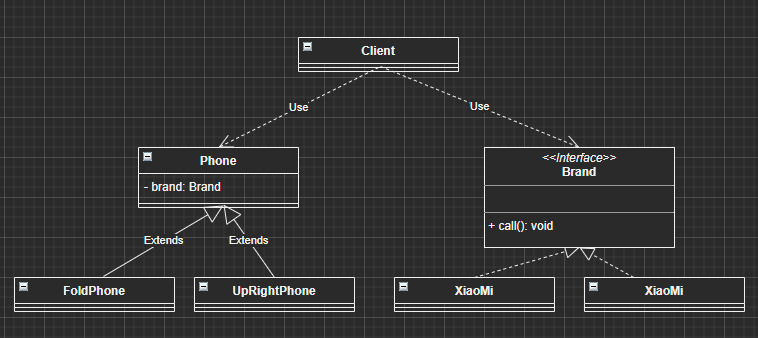 Client
Use
Use
Phone
- brand: Brand
<<Interface>>
Brand
+ call(): void
Extends
Extends
FoldPhone
UpRightPhone
XiaoMi
XiaoMi